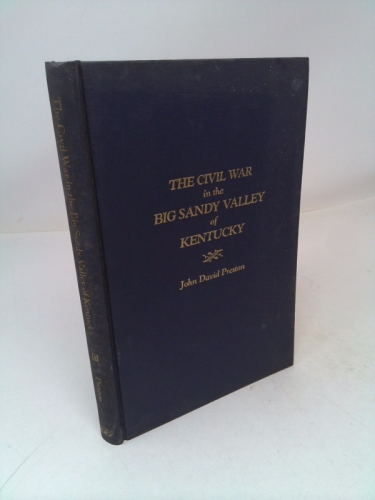 THE CIVIL WAR
in the
BIG SANDY VALLEY
of
KENTUCKY
John David Preston
The Civil War in the Big Sandy Valley of Kentucky
Preston